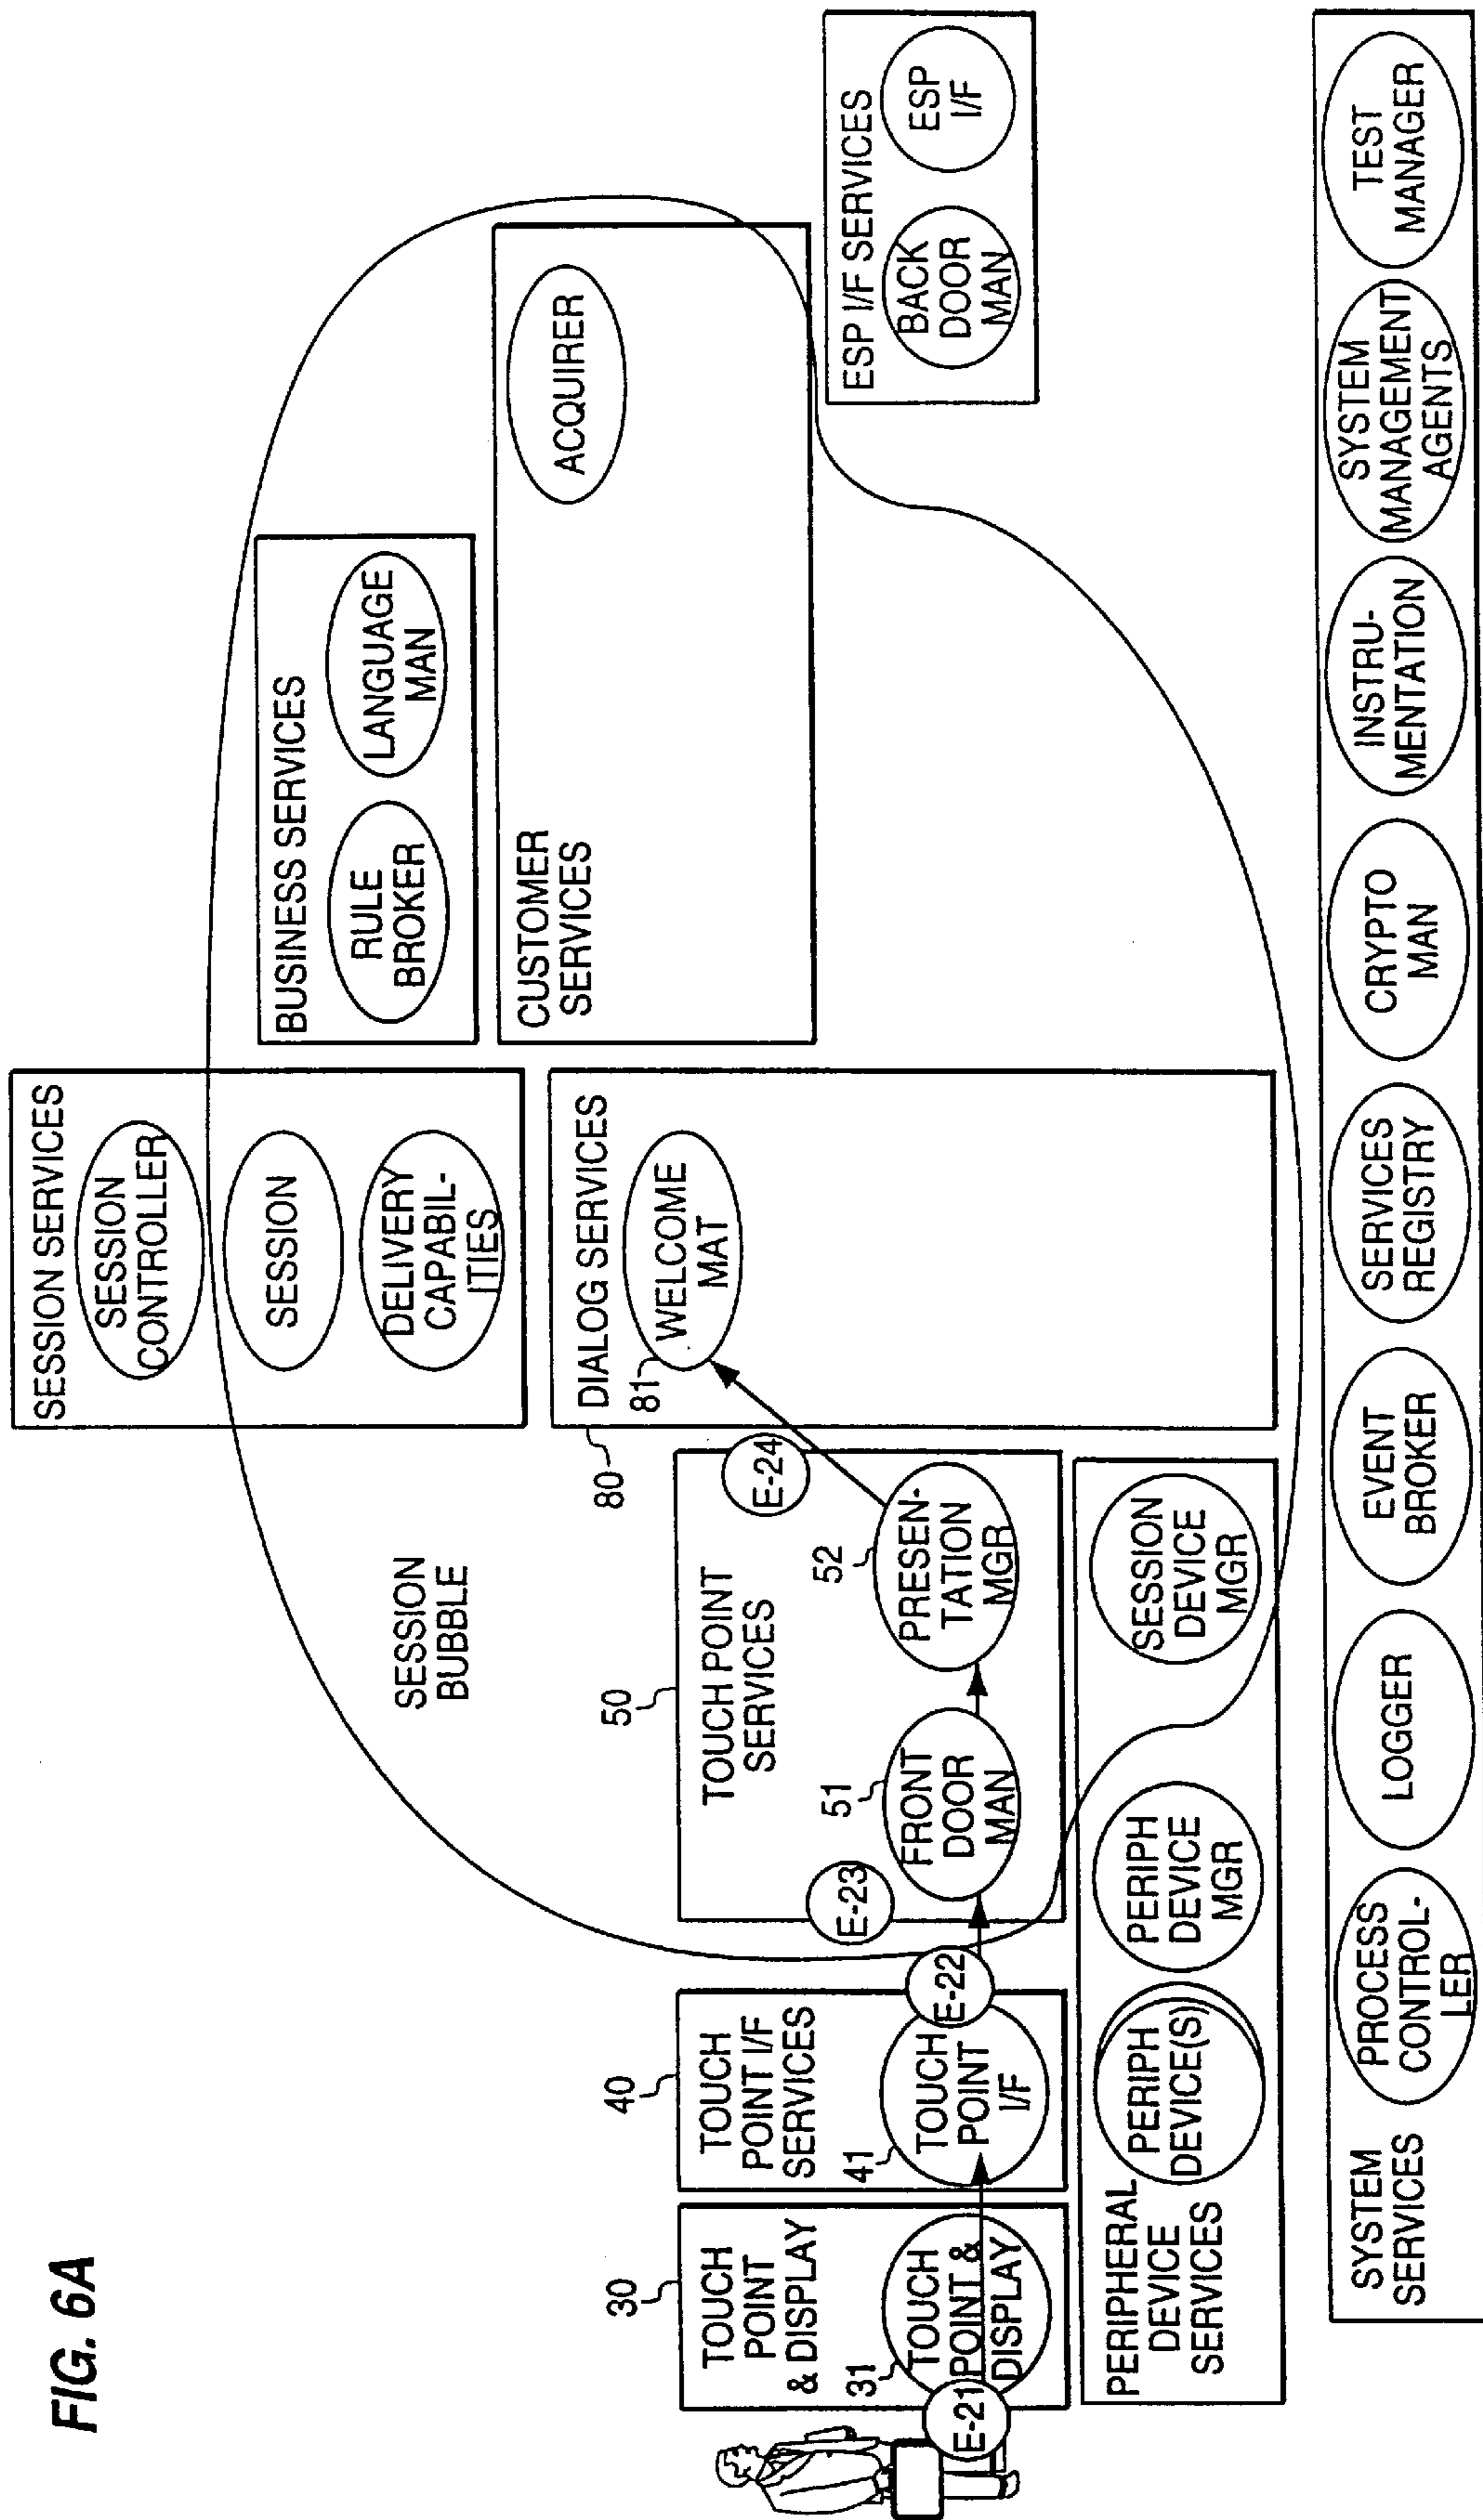 FIG. 6A
SESSION SERVICES
SESSION
CONTROLLER
SESSION
DELIVERY
CAPABIL-
ITIES
BUSINESS SERVICES
RULE
BROKER
LANGUAGE
MAN
CUSTOMER
SERVICES
ACQUIRER
SESSION
BUBBLE
80
DIALOG SERVICES
81
WELCOME
MAT
ESP I/F SERVICES
BACK
DOOR
MAN
ESP
I/F
30
TOUCH
POINT
& DISPLAY
31
TOUCH
POINT &
DISPLAY
E-21
40
TOUCH
POINT I/F
SERVICES
41
TOUCH
POINT
I/F
E-22
50
TOUCH POINT
SERVICES
E-23
51
FRONT
DOOR
MAN
52
PRESEN-
TATION
MGR
E-24
PERIPHERAL
DEVICE
SERVICES
PERIPH
DEVICE(S)
PERIPH
DEVICE
MGR
SESSION
DEVICE
MGR
SYSTEM
SERVICES
PROCESS
CONTROL-
LER
LOGGER
EVENT
BROKER
SERVICES
REGISTRY
CRYPTO
MAN
INSTRU-
MENTATION
SYSTEM
MANAGEMENT
AGENTS
TEST
MANAGER